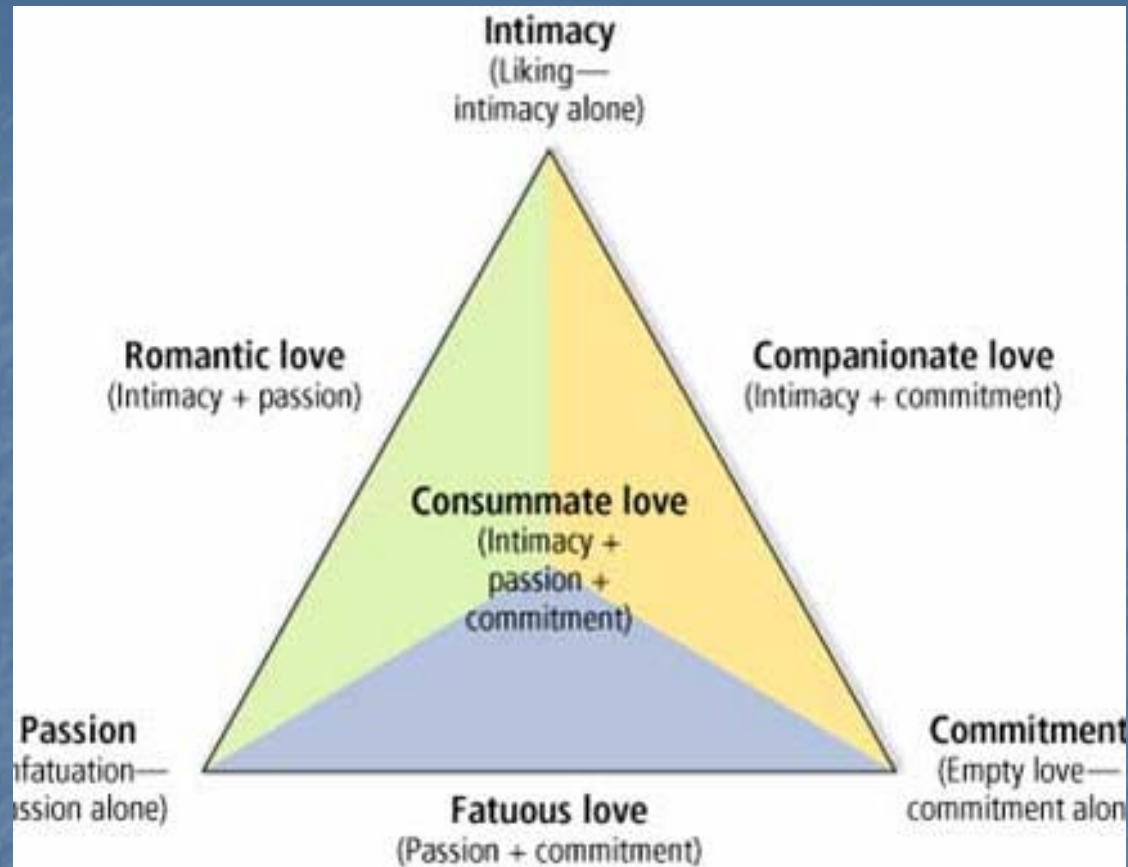 Intimacy
(Liking—
intimacy alone)
Romantic love
(Intimacy + passion)
Companionate love
(Intimacy + commitment)
Consummate love
(Intimacy +
passion +
commitment)
Passion
nfatuation—
ssion alone)
Commitment
(Empty love—
commitment alon
Fatuous love
(Passion + commitment)